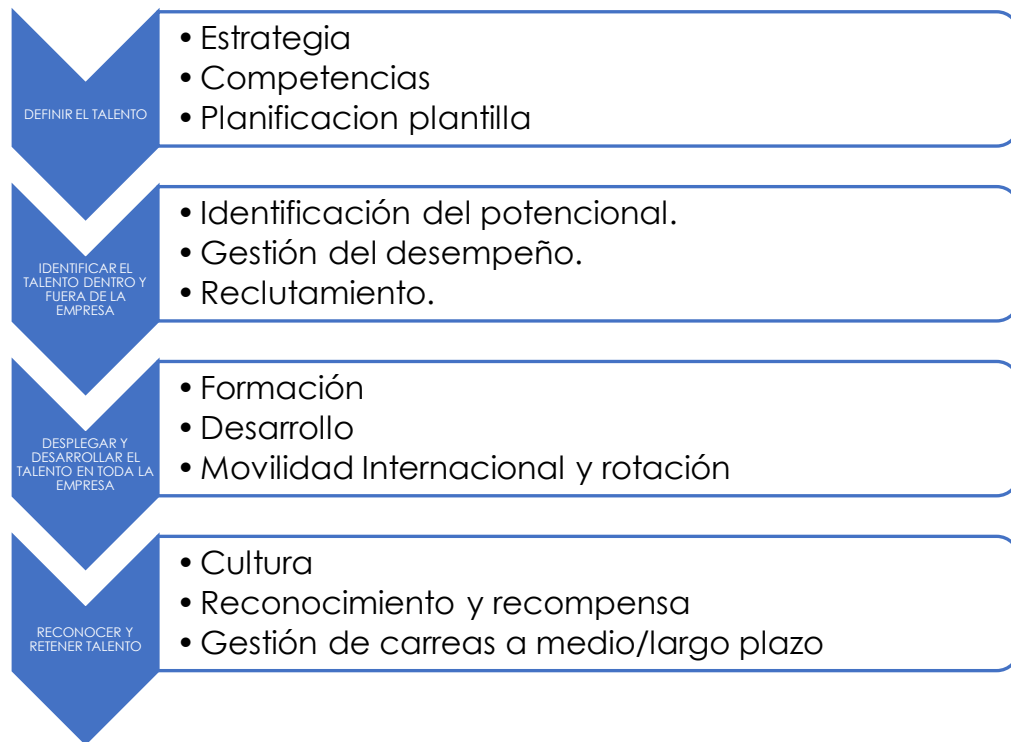 DEFINIR EL TALENTO
• Estrategia
• Competencias
• Planificacion plantilla
IDENTIFICAR EL
TALENTO DENTRO Y
FUERA DE LA
EMPRESA
• Identificación del potencional.
• Gestión del desempeño.
• Reclutamiento.
DESPLEGAR Y
DESARROLLAR EL
TALENTO EN TODA LA
EMPRESA
• Formación
• Desarrollo
• Movilidad Internacional y rotación
RECONOCER Y
RETENER TALENTO
• Cultura
• Reconocimiento y recompensa
• Gestión de carreas a medio/largo plazo